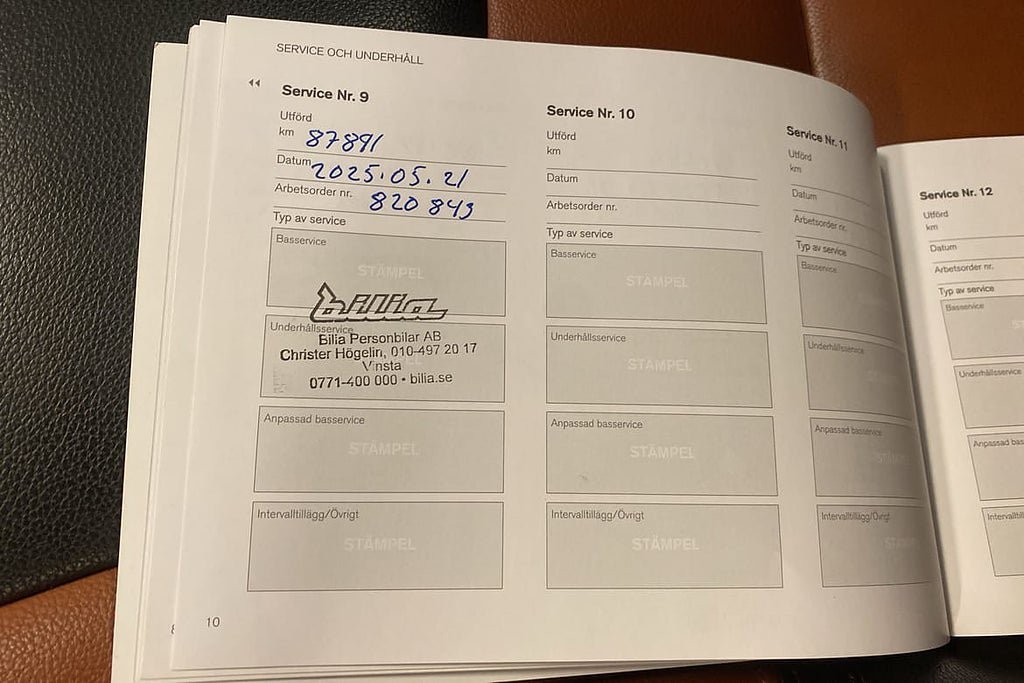 SERVICE OCH UNDERHÅLL
Service Nr. 9
Utförd
km 87891
Datum 2025.05.21
Arbetsorder nr. 820 843
Typ av service
Basservice
STÄMPEL
bilia
Underhållsservice
Bilia Personbilar AB
Christer Högelin, 010-497 20 17
Vinsta
0771-400 000 • bilia.se
Anpassad basservice
STÄMPEL
Intervalltillägg/Övrigt
STÄMPEL
10
Service Nr. 10
Utförd
km
Datum
Arbetsorder nr.
Typ av service
Basservice
STÄMPEL
Underhållsservice
STÄMPEL
Anpassad basservice
STÄMPEL
Intervalltillägg/Övrigt
STÄMPEL
Service Nr. 11
Utförd
km
Datum
Arbetsorder nr.
Typ av service
Basservice
Underhållsservice
Anpassad basservice
Intervalltillägg/Övrigt
Service Nr. 12
Utförd
km
Datum
Arbetsorder nr.
Typ av service
Basservice
Underhållsservice
Anpassad